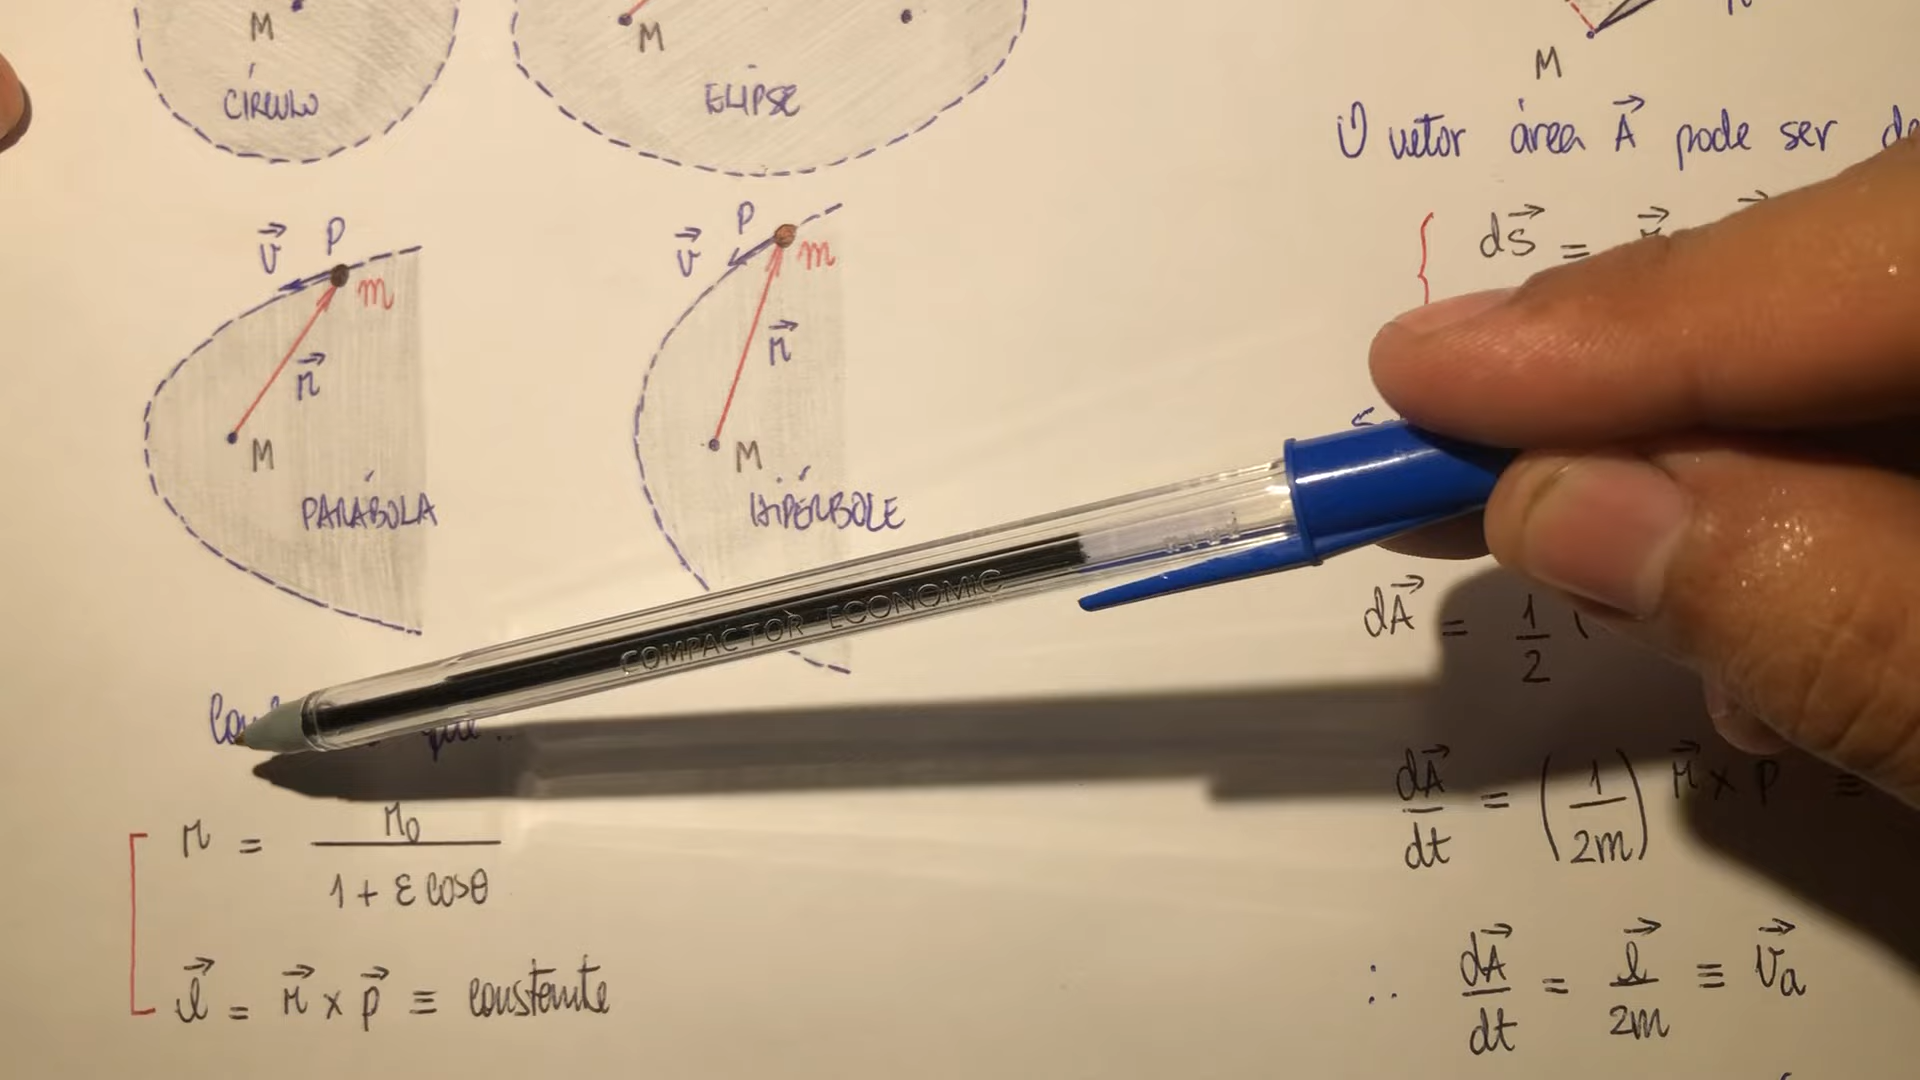 M
CÍRCULO
M
ELIPSE
v⃗ P m
r⃗
M
PARÁBOLA
v⃗ P m
r⃗
M
HIPÉRBOLE
que :
r = r₀ / (1 + ε cosθ)
l⃗ = r⃗ x p⃗ ≡ constante
COMPACTOR ECONOMIC
M
O vetor área A⃗ pode ser
dS⃗ =
dA⃗ = 1/2 (
dA⃗/dt = (1/2m) r⃗ x p ≡
∴ dA⃗/dt = l⃗/2m ≡ V⃗a